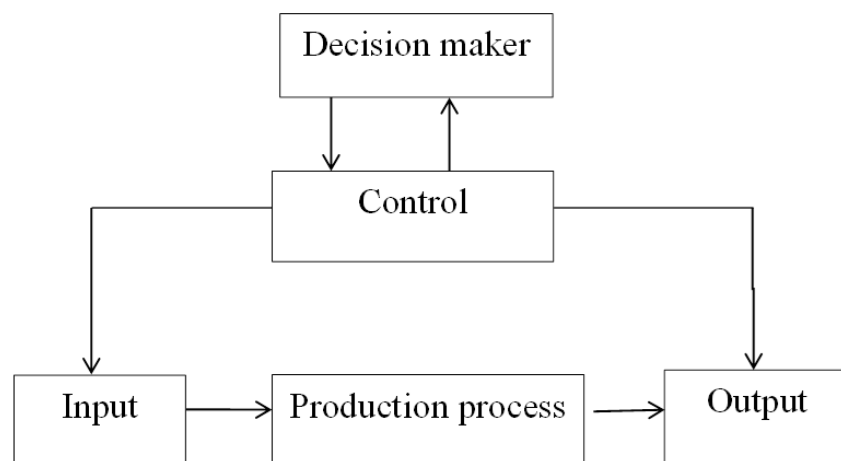 Decision maker
Control
Input
Production process
Output